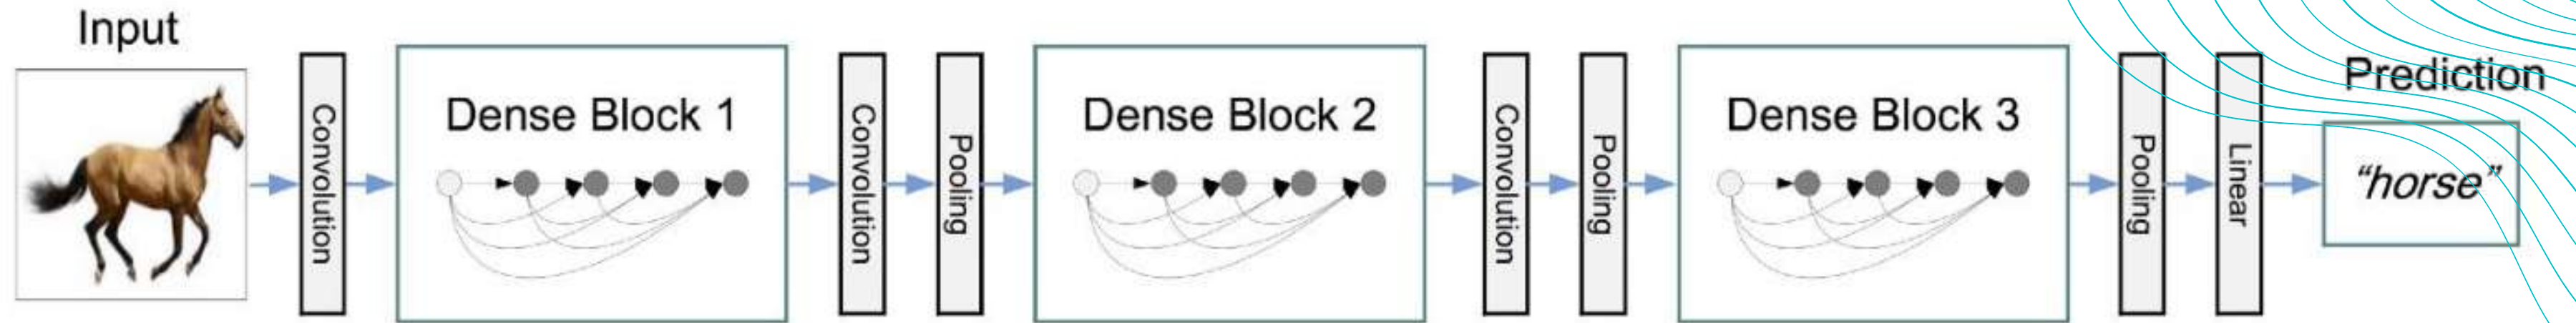 Input
Convolution
Dense Block 1
Convolution
Pooling
Dense Block 2
Convolution
Pooling
Dense Block 3
Pooling
Linear
Prediction
“horse”